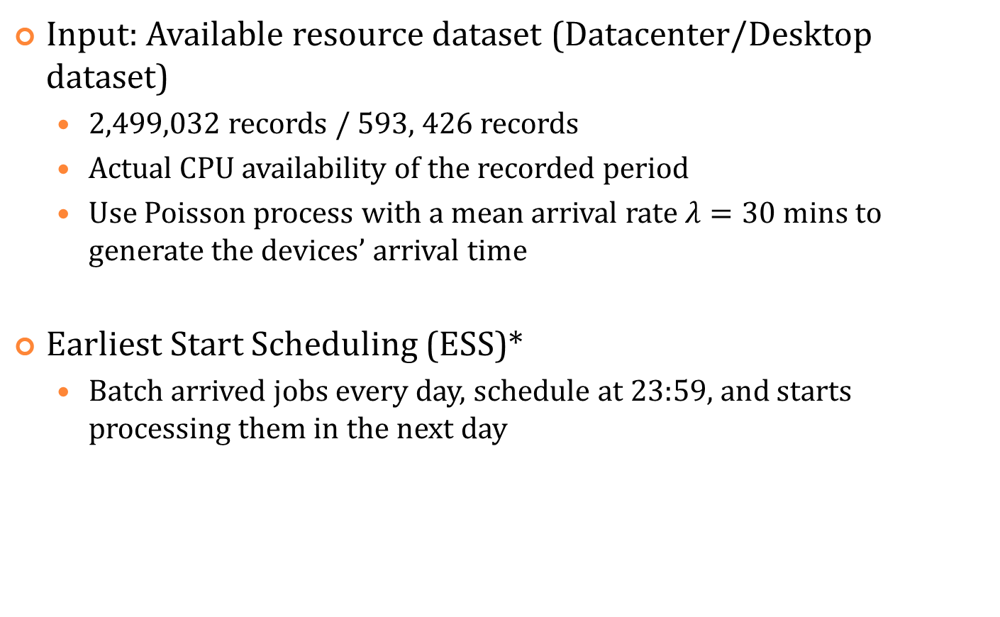 Input: Available resource dataset (Datacenter/Desktop
dataset)
2,499,032 records / 593, 426 records
Actual CPU availability of the recorded period
Use Poisson process with a mean arrival rate λ = 30 mins to
generate the devices’ arrival time
Earliest Start Scheduling (ESS)*
Batch arrived jobs every day, schedule at 23:59, and starts
processing them in the next day